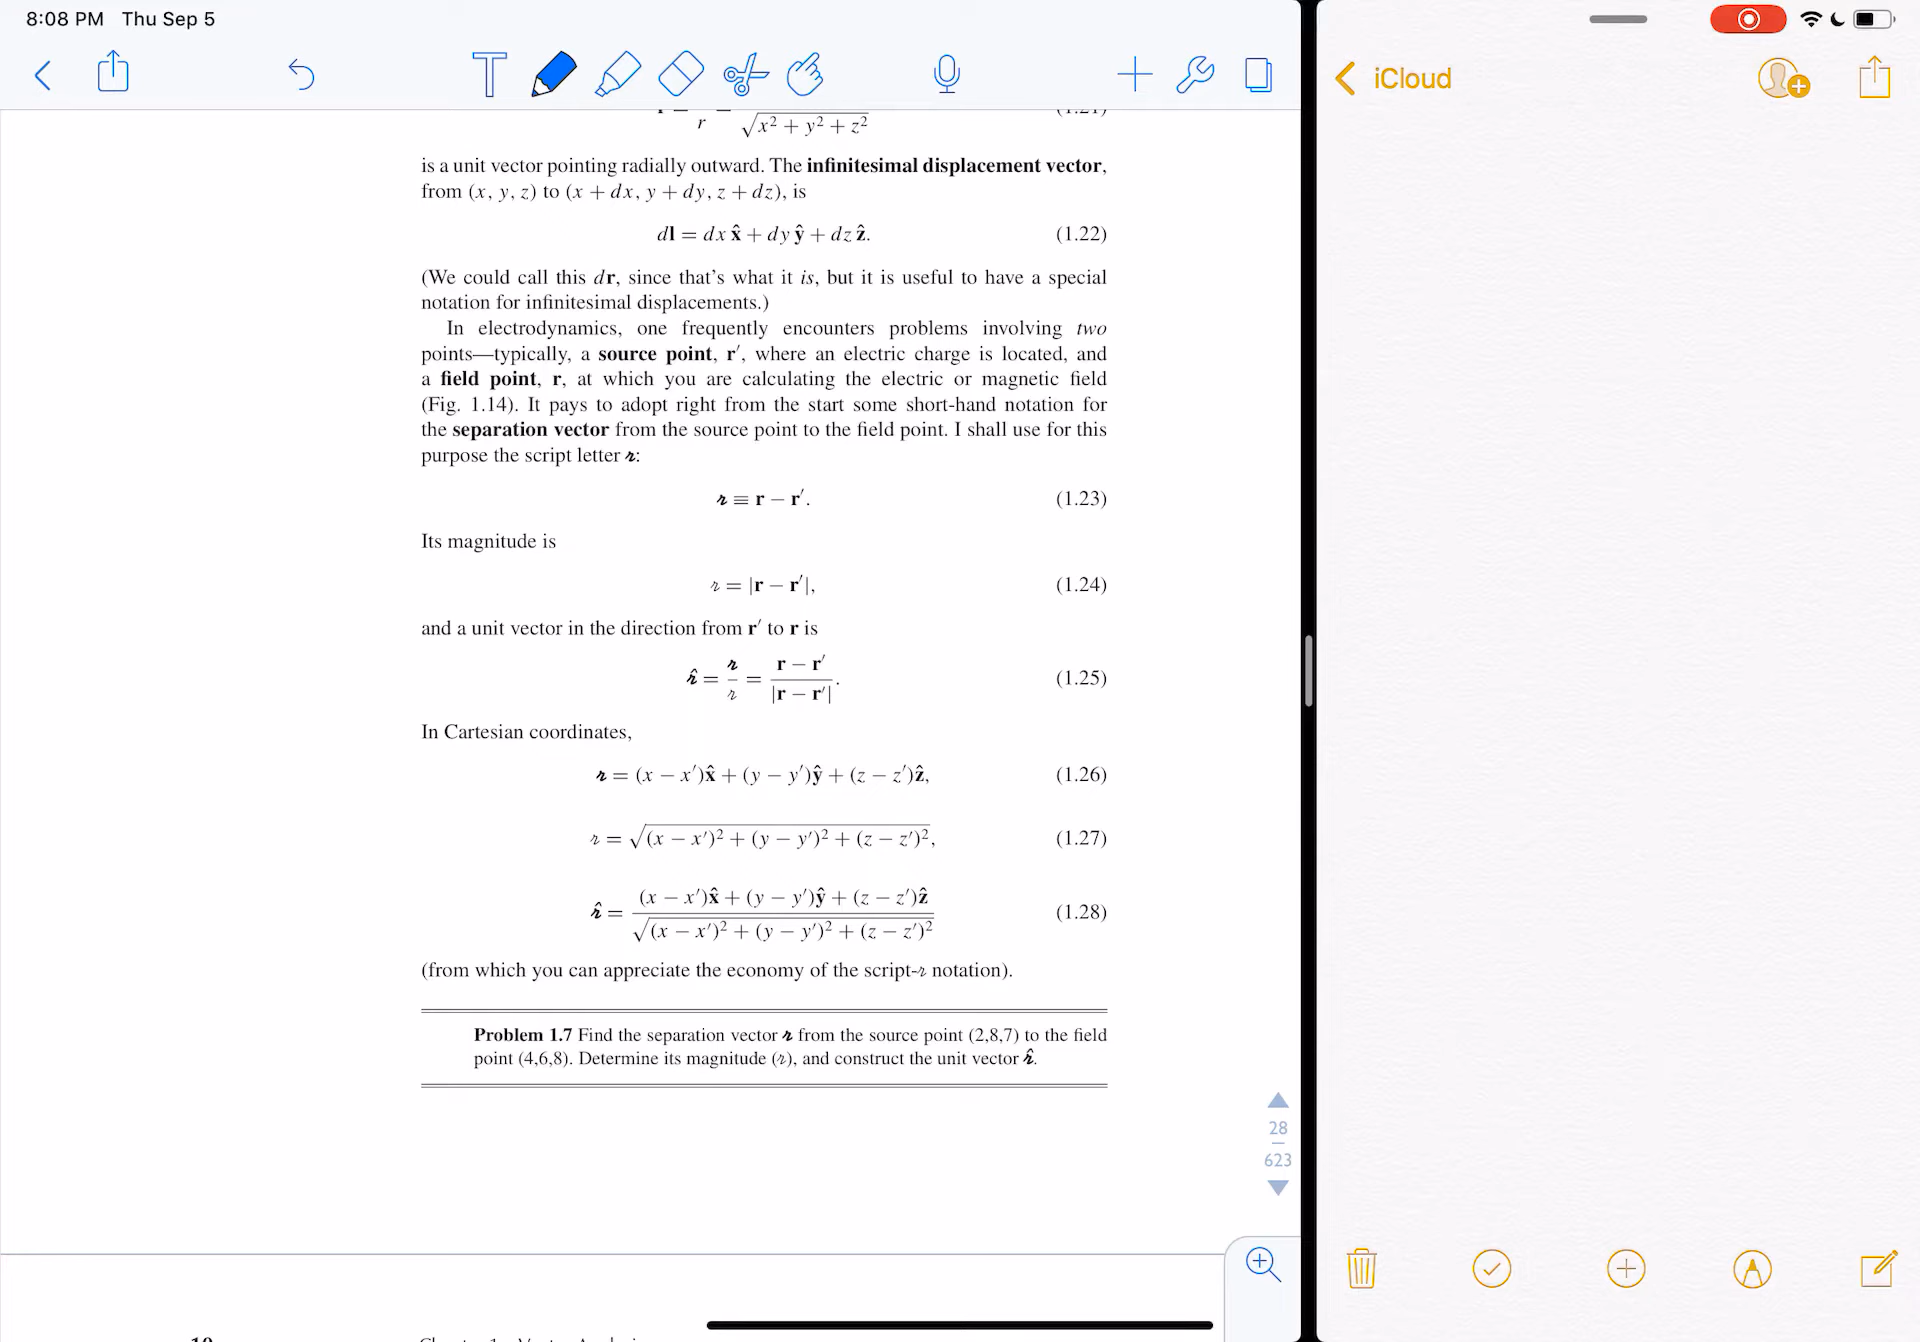 8:08 PM Thu Sep 5
iCloud
r √x² + y² + z²
is a unit vector pointing radially outward. The infinitesimal displacement vector,
from (x, y, z) to (x + dx, y + dy, z + dz), is
dl = dx x̂ + dy ŷ + dz ẑ. (1.22)
(We could call this dr, since that's what it is, but it is useful to have a special
notation for infinitesimal displacements.)
In electrodynamics, one frequently encounters problems involving two
points—typically, a source point, r′, where an electric charge is located, and
a field point, r, at which you are calculating the electric or magnetic field
(Fig. 1.14). It pays to adopt right from the start some short-hand notation for
the separation vector from the source point to the field point. I shall use for this
purpose the script letter 𝓇:
𝓇 ≡ r − r′. (1.23)
Its magnitude is
𝓇 = |r − r′|, (1.24)
and a unit vector in the direction from r′ to r is
𝓇̂ = 𝓇/𝓇 = (r − r′)/|r − r′|. (1.25)
In Cartesian coordinates,
𝓇 = (x − x′)x̂ + (y − y′)ŷ + (z − z′)ẑ, (1.26)
𝓇 = √(x − x′)² + (y − y′)² + (z − z′)², (1.27)
(x − x′)x̂ + (y − y′)ŷ + (z − z′)ẑ
𝓇̂ = (1.28)
√(x − x′)² + (y − y′)² + (z − z′)²
(from which you can appreciate the economy of the script-𝓇 notation).
Problem 1.7 Find the separation vector 𝓇 from the source point (2,8,7) to the field
point (4,6,8). Determine its magnitude (𝓇), and construct the unit vector 𝓇̂.
28
623